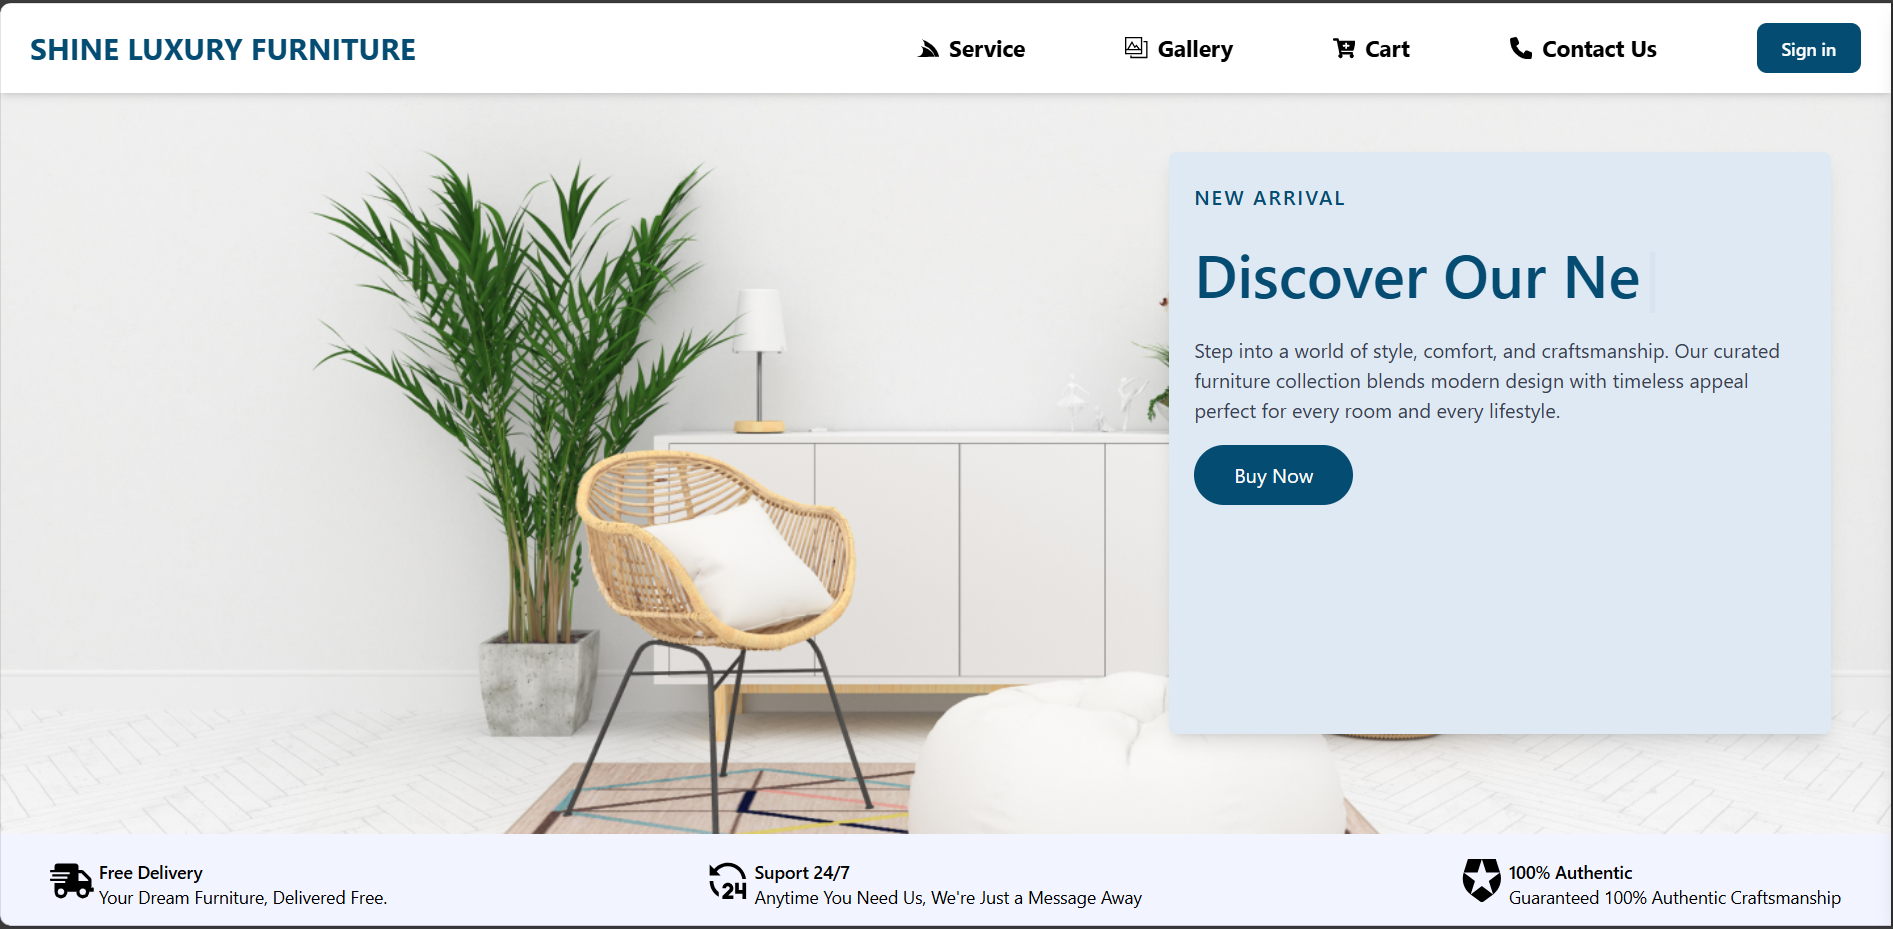 SHINE LUXURY FURNITURE
Service
Gallery
Cart
Contact Us
Sign in
NEW ARRIVAL
Discover Our Ne
Step into a world of style, comfort, and craftsmanship. Our curated
furniture collection blends modern design with timeless appeal
perfect for every room and every lifestyle.
Buy Now
Free Delivery
Your Dream Furniture, Delivered Free.
24
Suport 24/7
Anytime You Need Us, We're Just a Message Away
100% Authentic
Guaranteed 100% Authentic Craftsmanship